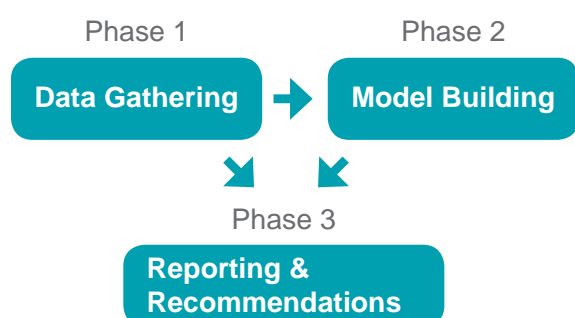 Phase 1
Phase 2
Data Gathering
Model Building
Phase 3
Reporting &
Recommendations